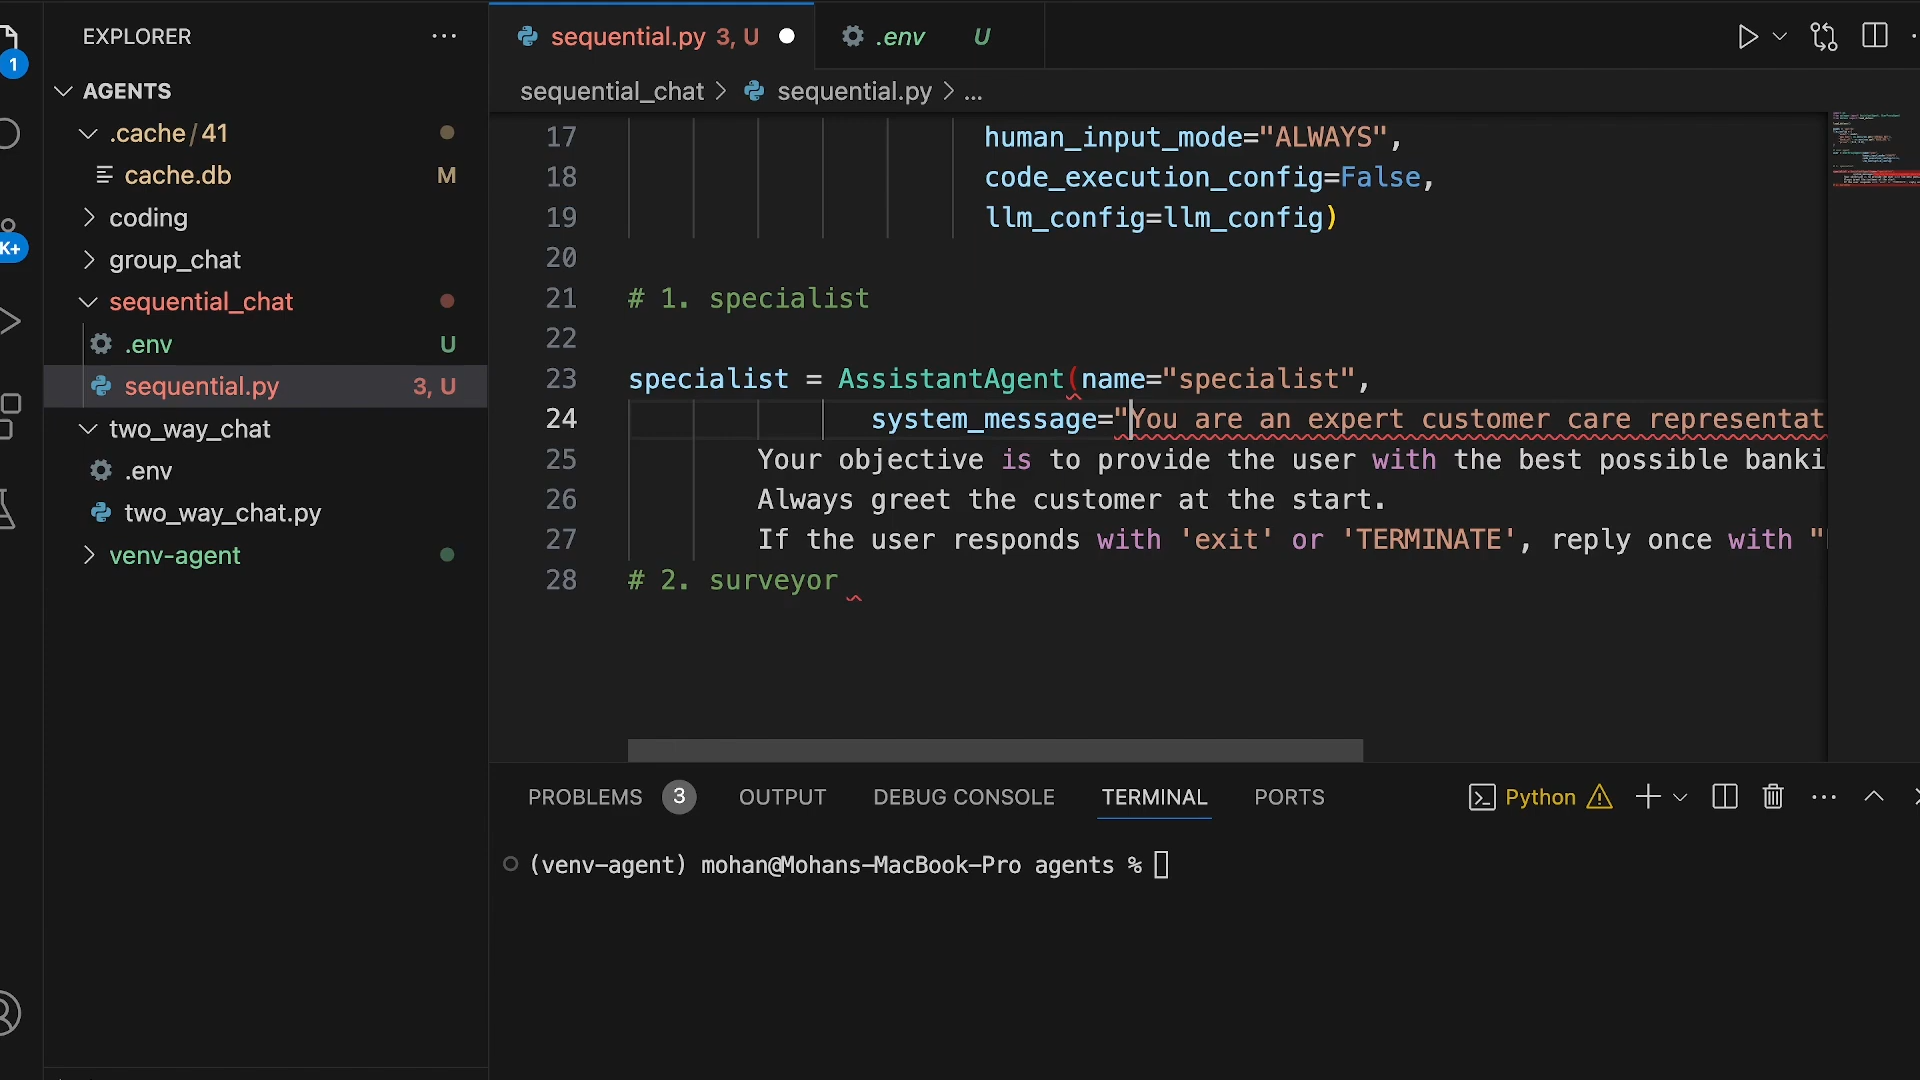 EXPLORER
AGENTS
.cache/41
cache.db M
coding
group_chat
sequential_chat
.env U
sequential.py 3, U
two_way_chat
.env
two_way_chat.py
venv-agent
1
K+
sequential.py 3, U
.env U
sequential_chat > sequential.py > ...
17 human_input_mode="ALWAYS",
18 code_execution_config=False,
19 llm_config=llm_config)
20
21 # 1. specialist
22
23 specialist = AssistantAgent(name="specialist",
24 system_message="You are an expert customer care representat
25 Your objective is to provide the user with the best possible banki
26 Always greet the customer at the start.
27 If the user responds with 'exit' or 'TERMINATE', reply once with "
28 # 2. surveyor
PROBLEMS 3 OUTPUT DEBUG CONSOLE TERMINAL PORTS Python
(venv-agent) mohan@Mohans-MacBook-Pro agents %